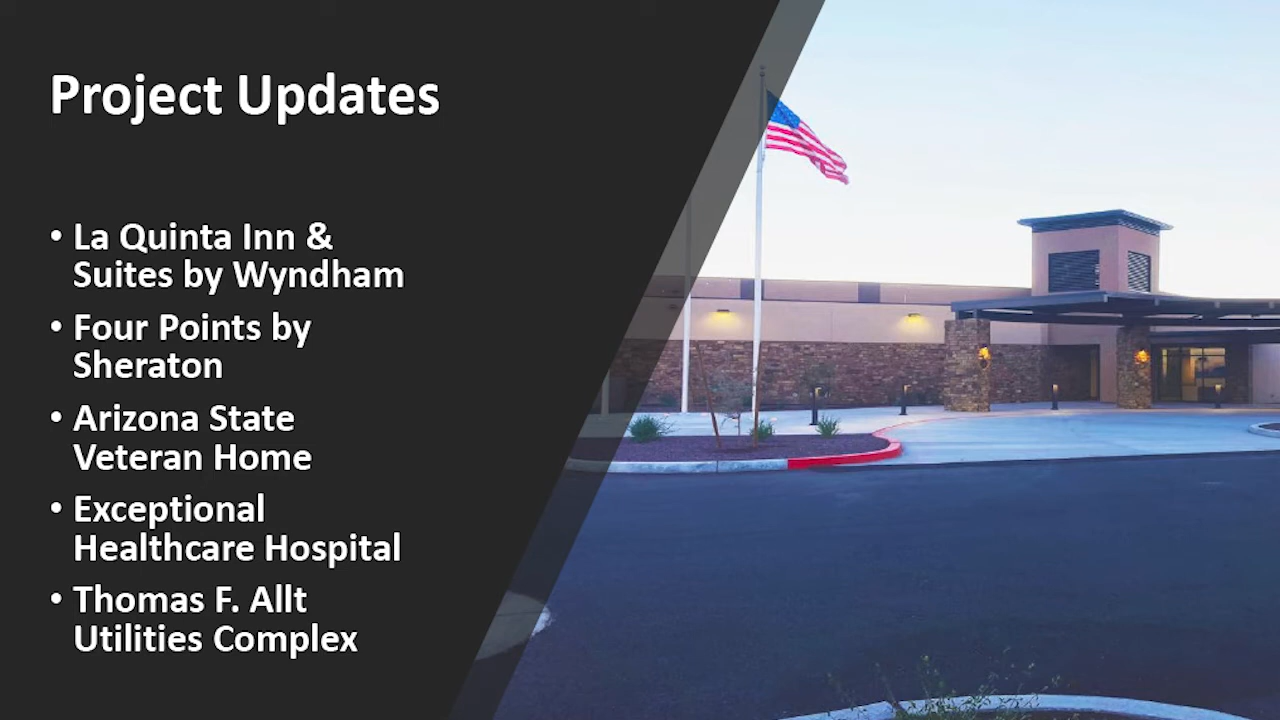 Project Updates
• La Quinta Inn &
Suites by Wyndham
• Four Points by
Sheraton
• Arizona State
Veteran Home
• Exceptional
Healthcare Hospital
• Thomas F. Allt
Utilities Complex